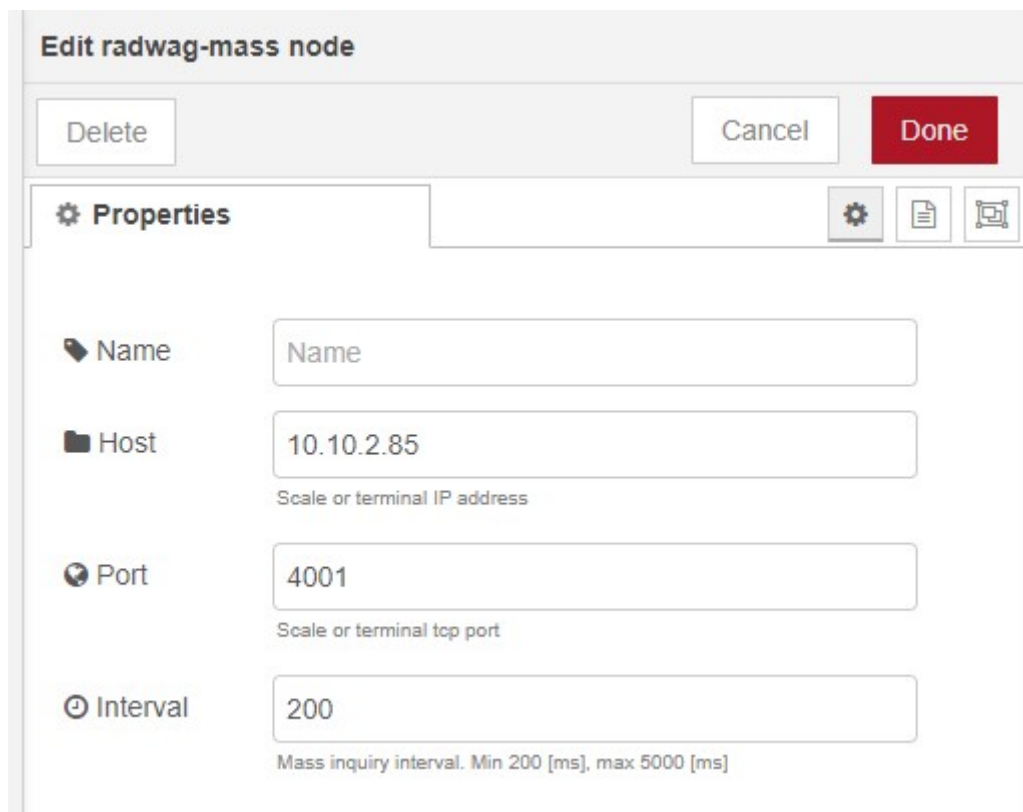 Edit radwag-mass node
Delete
Cancel
Done
Properties
Name
Name
Host
10.10.2.85
Scale or terminal IP address
Port
4001
Scale or terminal tcp port
Interval
200
Mass inquiry interval. Min 200 [ms], max 5000 [ms]